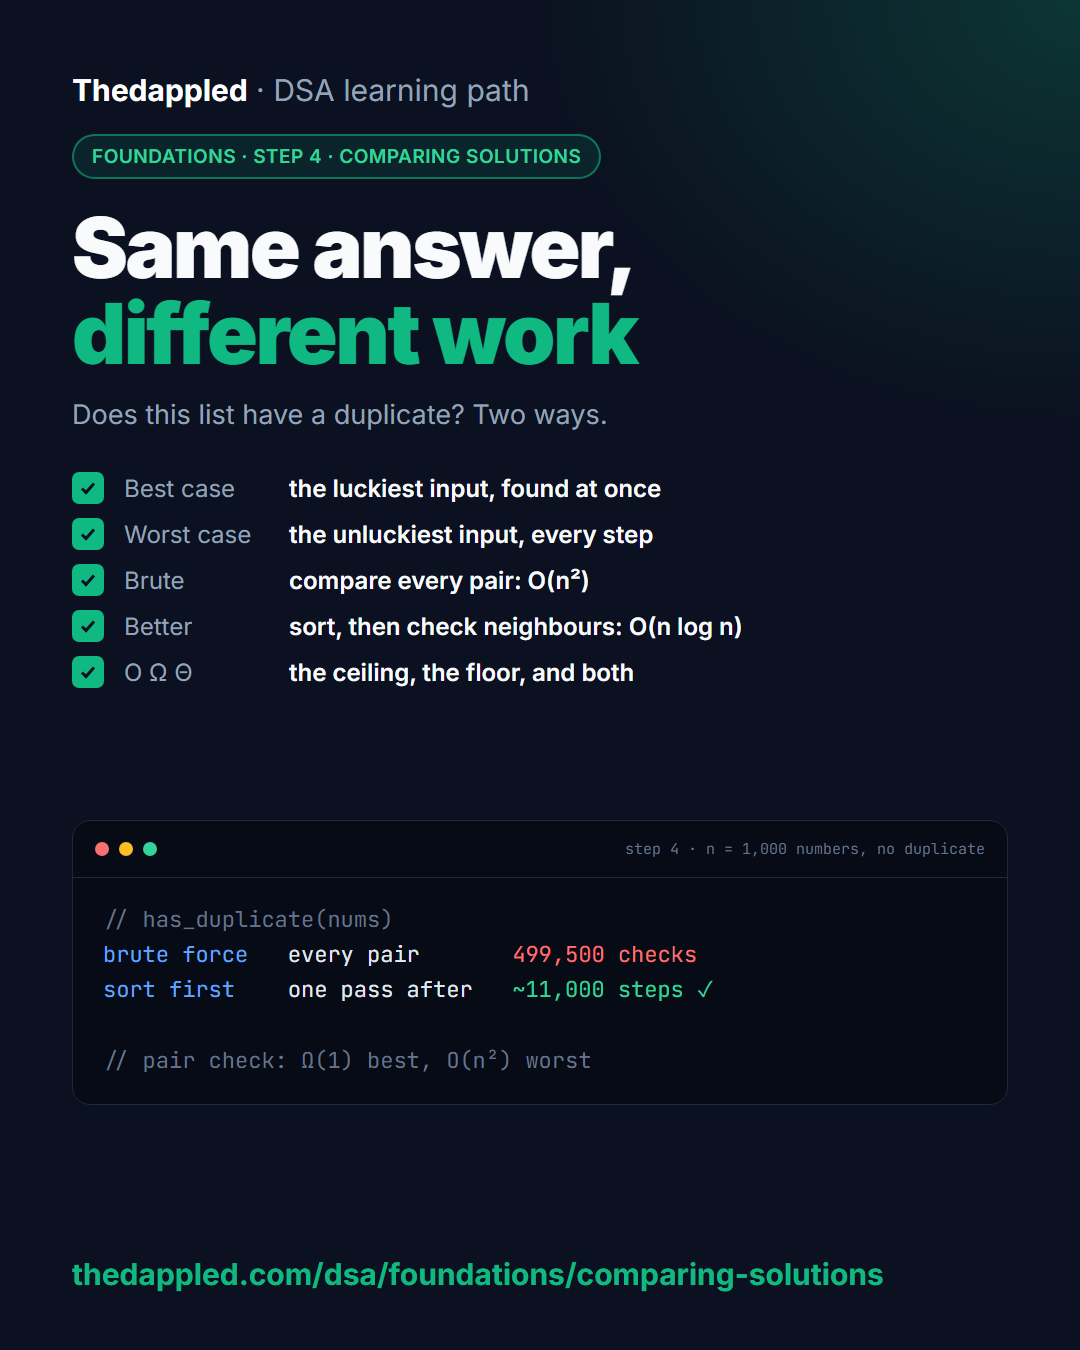 Thedappled · DSA learning path
FOUNDATIONS · STEP 4 · COMPARING SOLUTIONS
Same answer,
different work
Does this list have a duplicate? Two ways.
Best case the luckiest input, found at once
Worst case the unluckiest input, every step
Brute compare every pair: O(n²)
Better sort, then check neighbours: O(n log n)
O Ω Θ the ceiling, the floor, and both
step 4 · n = 1,000 numbers, no duplicate
// has_duplicate(nums)
brute force every pair 499,500 checks
sort first one pass after ~11,000 steps ✓
// pair check: Ω(1) best, O(n²) worst
thedappled.com/dsa/foundations/comparing-solutions